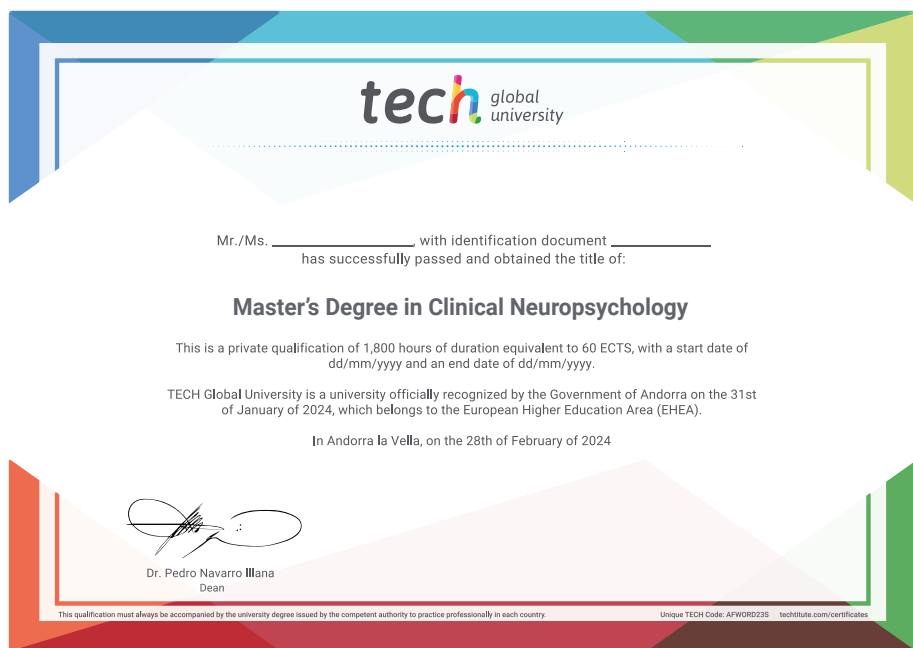 tech global university
Mr./Ms. ____________, with identification document ____________
has successfully passed and obtained the title of:
Master's Degree in Clinical Neuropsychology
This is a private qualification of 1,800 hours of duration equivalent to 60 ECTS, with a start date of
dd/mm/yyyy and an end date of dd/mm/yyyy.
TECH Global University is a university officially recognized by the Government of Andorra on the 31st
of January of 2024, which belongs to the European Higher Education Area (EHEA).
In Andorra la Vella, on the 28th of February of 2024
Dr. Pedro Navarro Illana
Dean
This qualification must always be accompanied by the university degree issued by the competent authority to practice professionally in each country.
Unique TECH Code: AFWORD23S techtitute.com/certificates